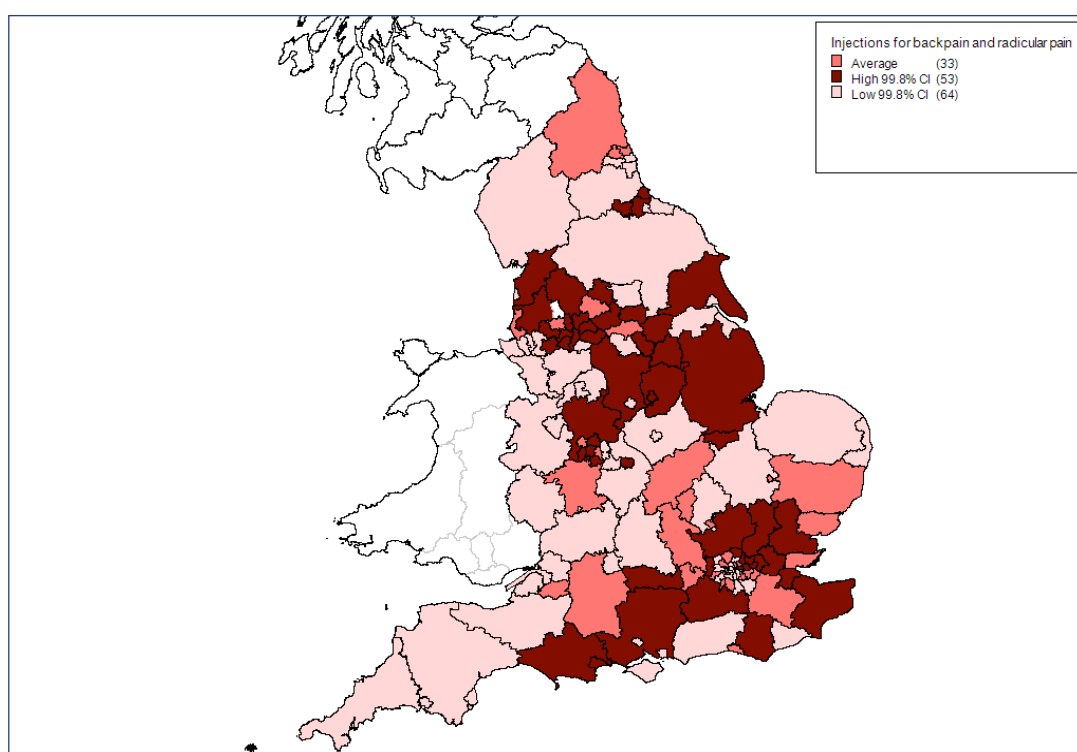 Injections for backpain and radicular pain
Average (33)
High 99.8% CI (53)
Low 99.8% CI (64)